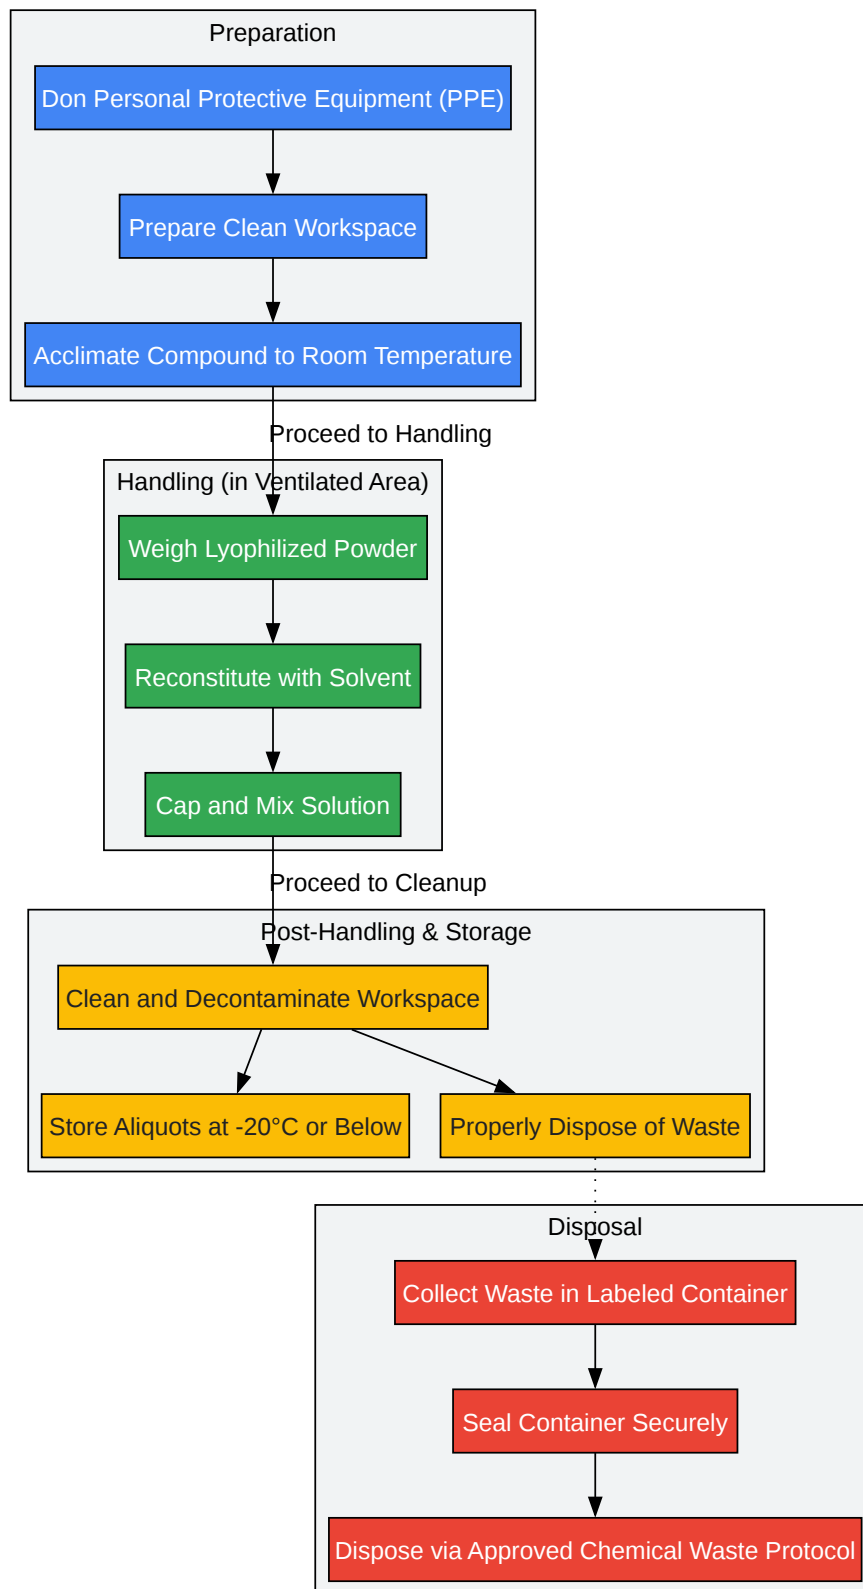 Preparation
Don Personal Protective Equipment (PPE)
Prepare Clean Workspace
Acclimate Compound to Room Temperature
Proceed to Handling
Handling (in Ventilated Area)
Weigh Lyophilized Powder
Reconstitute with Solvent
Cap and Mix Solution
Proceed to Cleanup
Post-Handling & Storage
Clean and Decontaminate Workspace
Store Aliquots at -20°C or Below
Properly Dispose of Waste
Disposal
Collect Waste in Labeled Container
Seal Container Securely
Dispose via Approved Chemical Waste Protocol